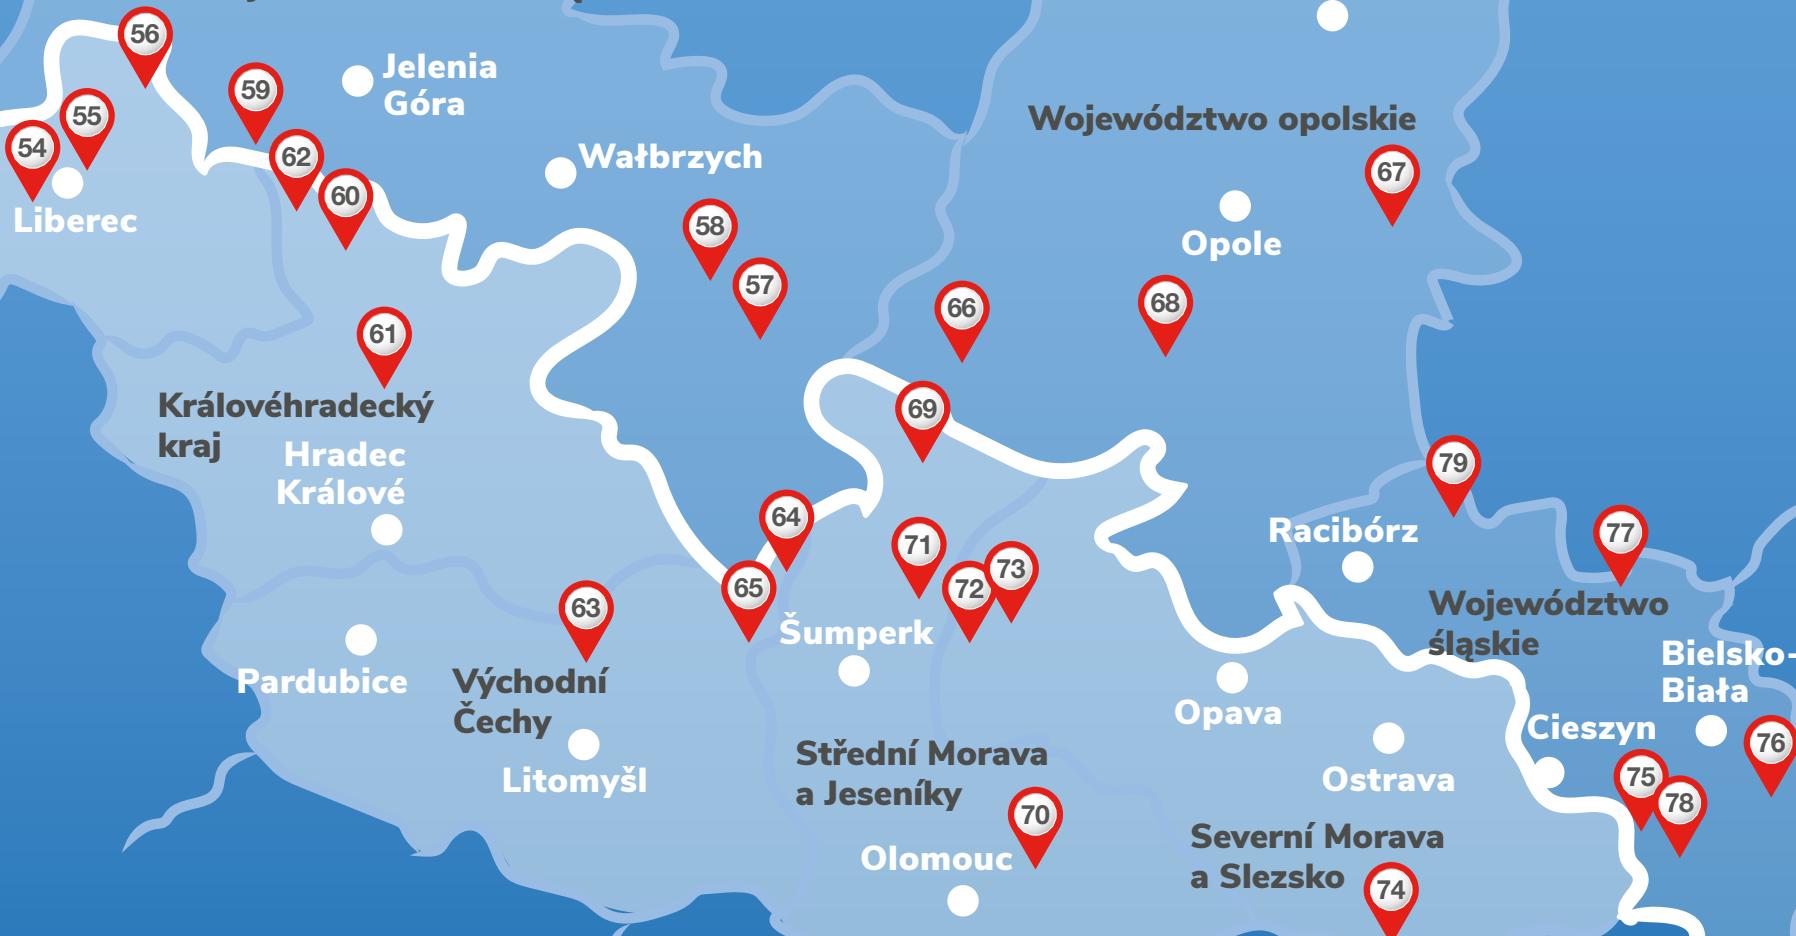 56
59
Jelenia
Góra
55
54
62
60
Liberec
Wałbrzych
58
57
Województwo opolskie
67
Opole
66
68
61
Královéhradecký
kraj
Hradec
Králové
69
79
64
71
72
73
65
Šumperk
63
Racibórz
77
Województwo
śląskie
Bielsko-
Biała
Pardubice
Východní
Čechy
Litomyšl
Opava
Cieszyn
76
75
78
Střední Morava
a Jeseníky
70
Olomouc
Ostrava
Severní Morava
a Slezsko
74